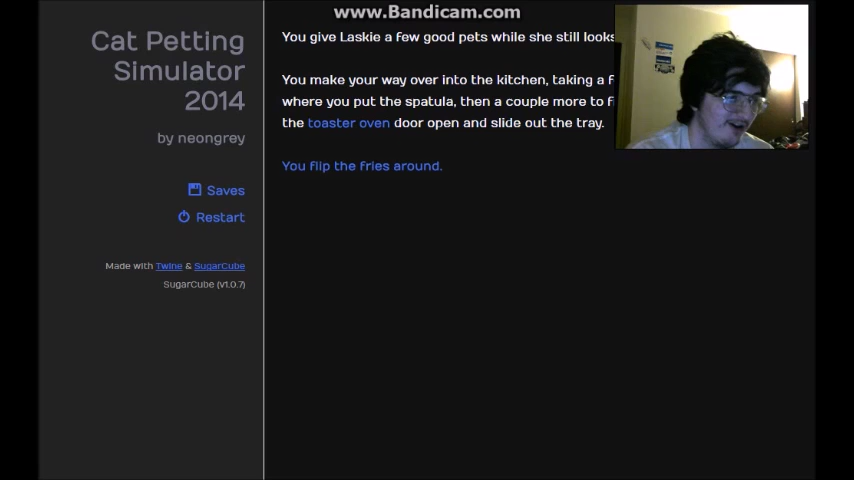 www.Bandicam.com
Cat Petting
Simulator
2014
by neongrey
Saves
Restart
Made with Twine & SugarCube
SugarCube (v1.0.7)
You give Laskie a few good pets while she still looks
You make your way over into the kitchen, taking a
where you put the spatula, then a couple more to
the toaster oven door open and slide out the tray.
You flip the fries around.